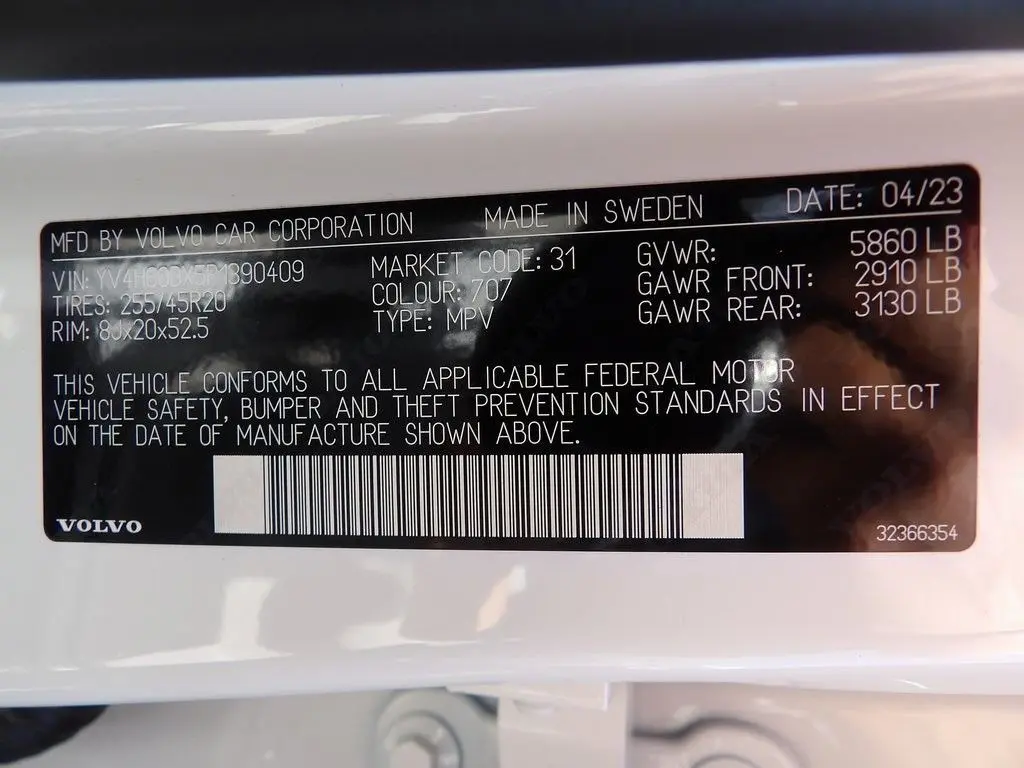 MFD BY VOLVO CAR CORPORATION MADE IN SWEDEN DATE: 04/23
VIN: YV4H60DX5P1390409 MARKET CODE: 31 GVWR: 5860 LB
TIRES: 255/45R20 COLOUR: 707 GAWR FRONT: 2910 LB
RIM: 8Jx20x52.5 TYPE: MPV GAWR REAR: 3130 LB
THIS VEHICLE CONFORMS TO ALL APPLICABLE FEDERAL MOTOR
VEHICLE SAFETY, BUMPER AND THEFT PREVENTION STANDARDS IN EFFECT
ON THE DATE OF MANUFACTURE SHOWN ABOVE.
VOLVO 32366354